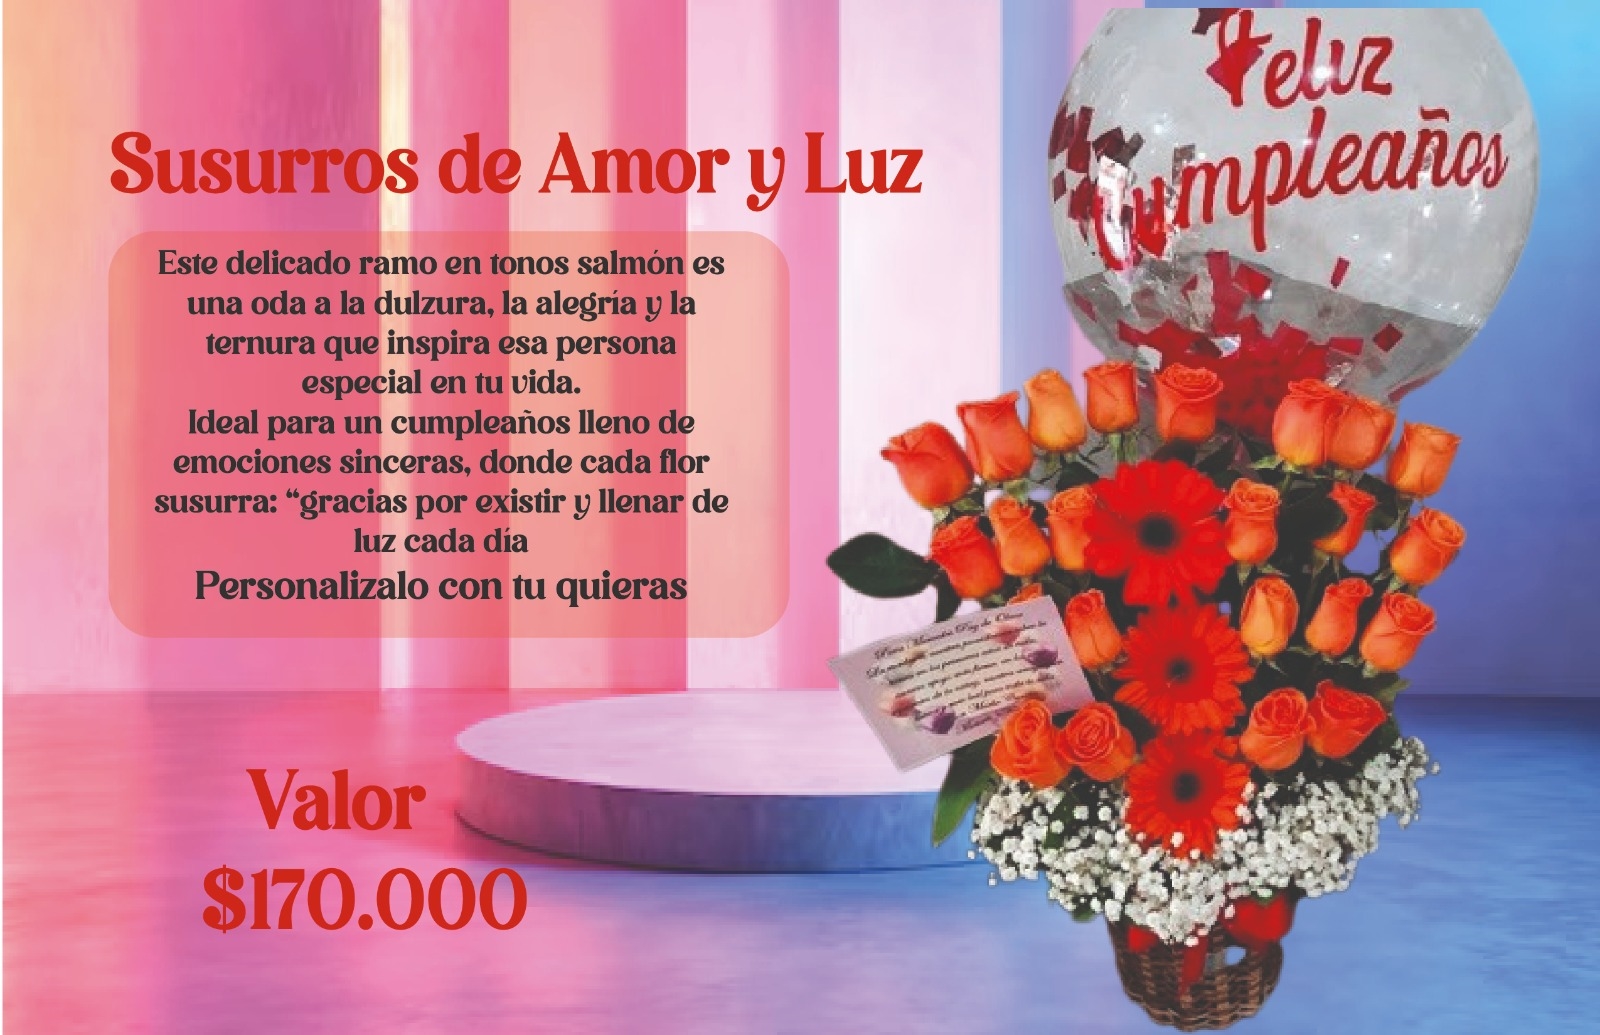 Feliz
Cumpleaños
Susurros de Amor y Luz
Este delicado ramo en tonos salmón es
una oda a la dulzura, la alegría y la
ternura que inspira esa persona
especial en tu vida.
Ideal para un cumpleaños lleno de
emociones sinceras, donde cada flor
susurra: “gracias por existir y llenar de
luz cada día
Personalizalo con tu quieras
Valor
$170.000